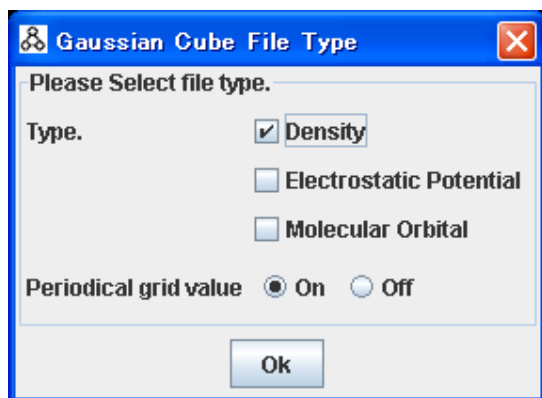 Gaussian Cube File Type
Please Select file type.
Type. Density
Electrostatic Potential
Molecular Orbital
Periodical grid value On Off
Ok